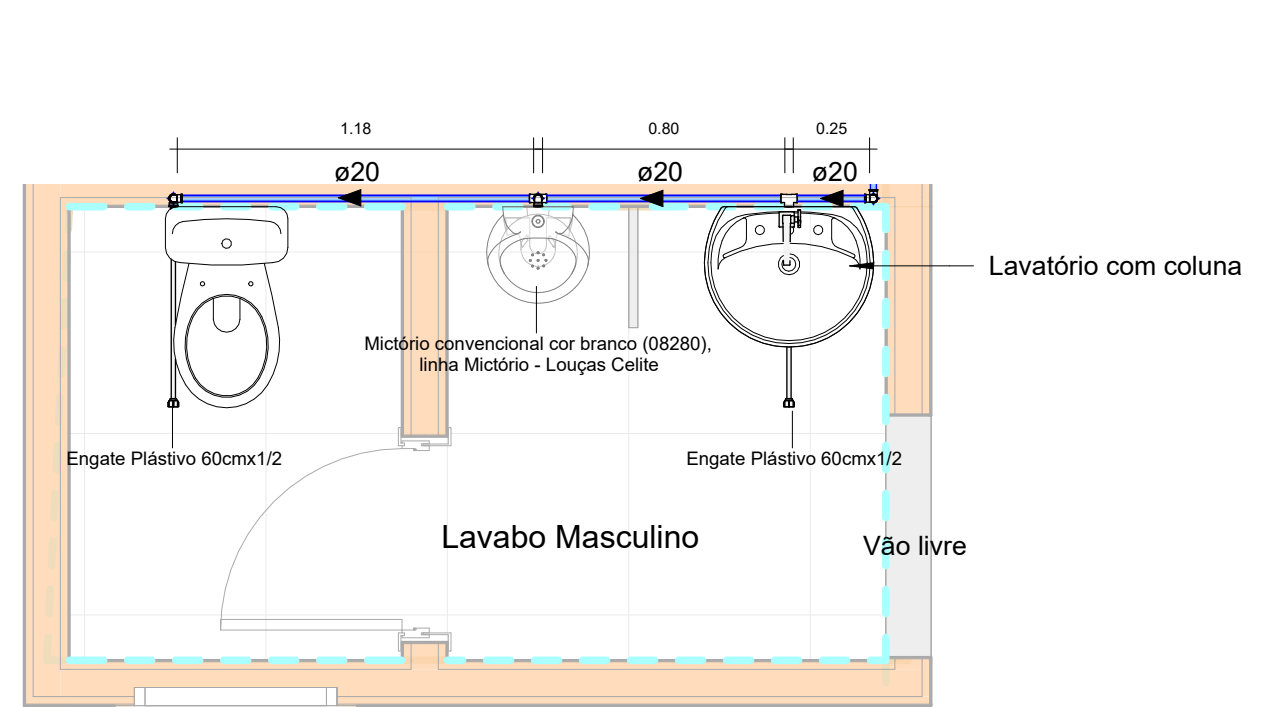 1.18
0.80
0.25
ø20
ø20
ø20
Lavatório com coluna
Mictório convencional cor branco (08280),
linha Mictório - Louças Celite
Engate Plástivo 60cmx1/2
Engate Plástivo 60cmx1/2
Lavabo Masculino
Vão livre